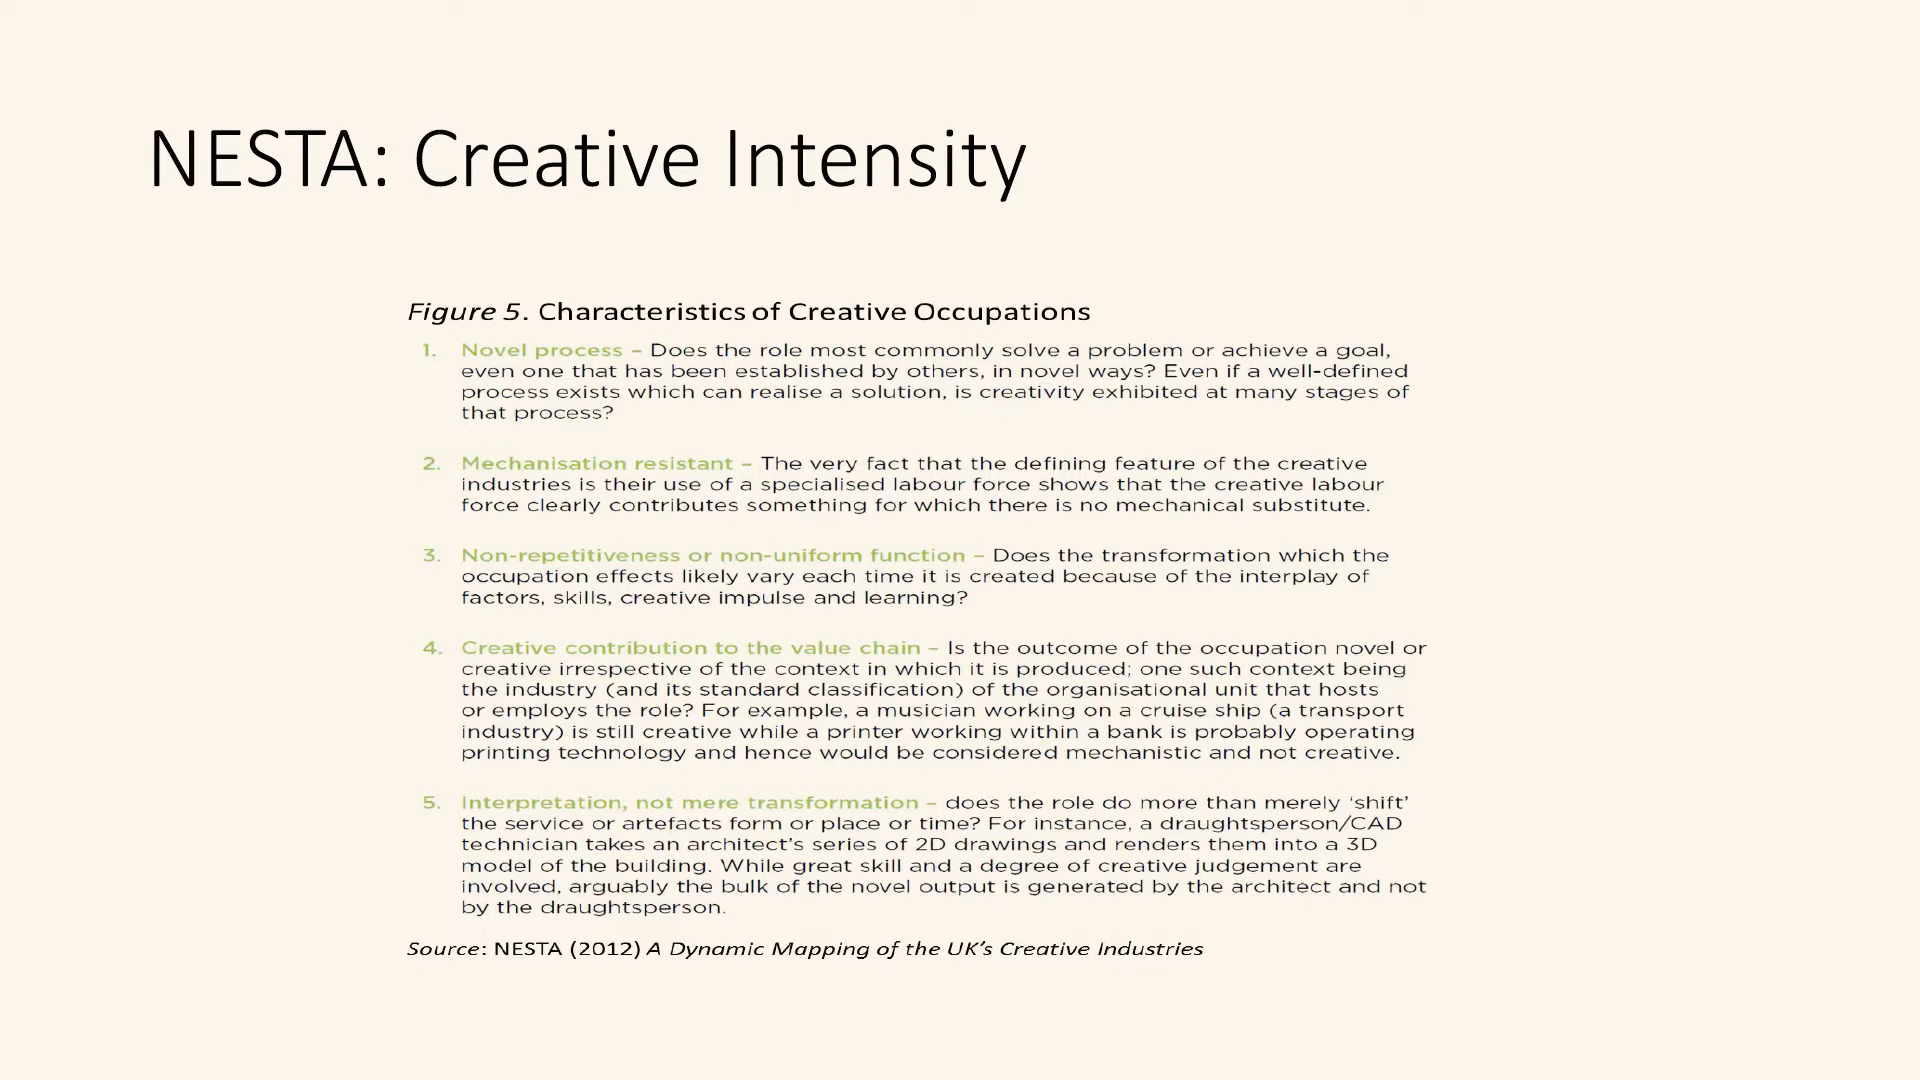 NESTA: Creative Intensity
Figure 5. Characteristics of Creative Occupations
1. Novel process – Does the role most commonly solve a problem or achieve a goal,
even one that has been established by others, in novel ways? Even if a well-defined
process exists which can realise a solution, is creativity exhibited at many stages of
that process?
2. Mechanisation resistant – The very fact that the defining feature of the creative
industries is their use of a specialised labour force shows that the creative labour
force clearly contributes something for which there is no mechanical substitute.
3. Non-repetitiveness or non-uniform function – Does the transformation which the
occupation effects likely vary each time it is created because of the interplay of
factors, skills, creative impulse and learning?
4. Creative contribution to the value chain – Is the outcome of the occupation novel or
creative irrespective of the context in which it is produced; one such context being
the industry (and its standard classification) of the organisational unit that hosts
or employs the role? For example, a musician working on a cruise ship (a transport
industry) is still creative while a printer working within a bank is probably operating
printing technology and hence would be considered mechanistic and not creative.
5. Interpretation, not mere transformation – does the role do more than merely ‘shift’
the service or artefacts form or place or time? For instance, a draughtsperson/CAD
technician takes an architect’s series of 2D drawings and renders them into a 3D
model of the building. While great skill and a degree of creative judgement are
involved, arguably the bulk of the novel output is generated by the architect and not
by the draughtsperson.
Source: NESTA (2012) A Dynamic Mapping of the UK’s Creative Industries